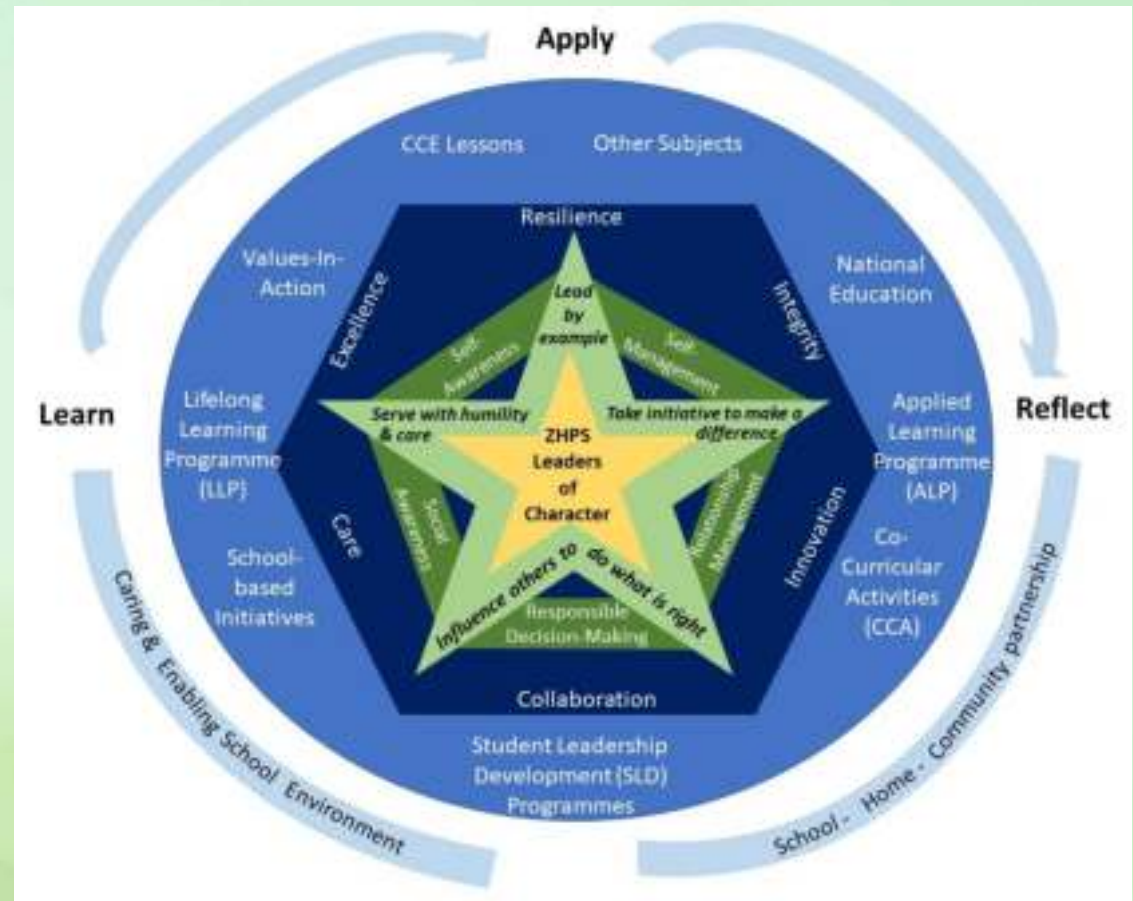 Apply
CCE Lessons
Other Subjects
Resilience
Values-In-
Action
National
Education
Excellence
Integrity
Lead
by
example
Self-
Awareness
Self-
Management
Learn
Reflect
Lifelong
Learning
Programme
(LLP)
Serve with humility
& care
Take initiative to make a
difference
Applied
Learning
Programme
(ALP)
ZHPS
Leaders
of
Character
Care
Social
Awareness
Relationship
Management
Innovation
School-
based
Initiatives
Co-
Curricular
Activities
(CCA)
Influence others to do what is right
Responsible
Decision-Making
Collaboration
Student Leadership
Development (SLD)
Programmes
Caring & Enabling School Environment
School - Home - Community partnership